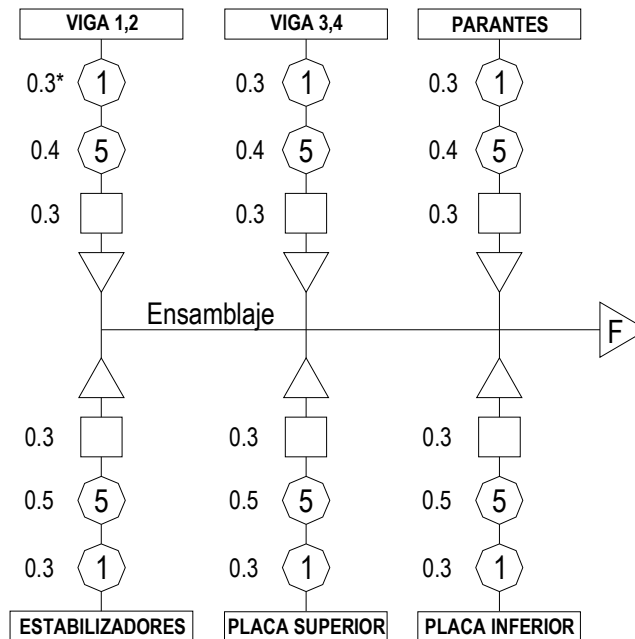 VIGA 1,2 VIGA 3,4 PARANTES
0.3* 1 0.3 1 0.3 1
0.4 5 0.4 5 0.4 5
0.3 0.3 0.3
Ensamblaje
F
0.3 0.3 0.3
0.5 5 0.5 5 0.5 5
0.3 1 0.3 1 0.3 1
ESTABILIZADORES PLACA SUPERIOR PLACA INFERIOR